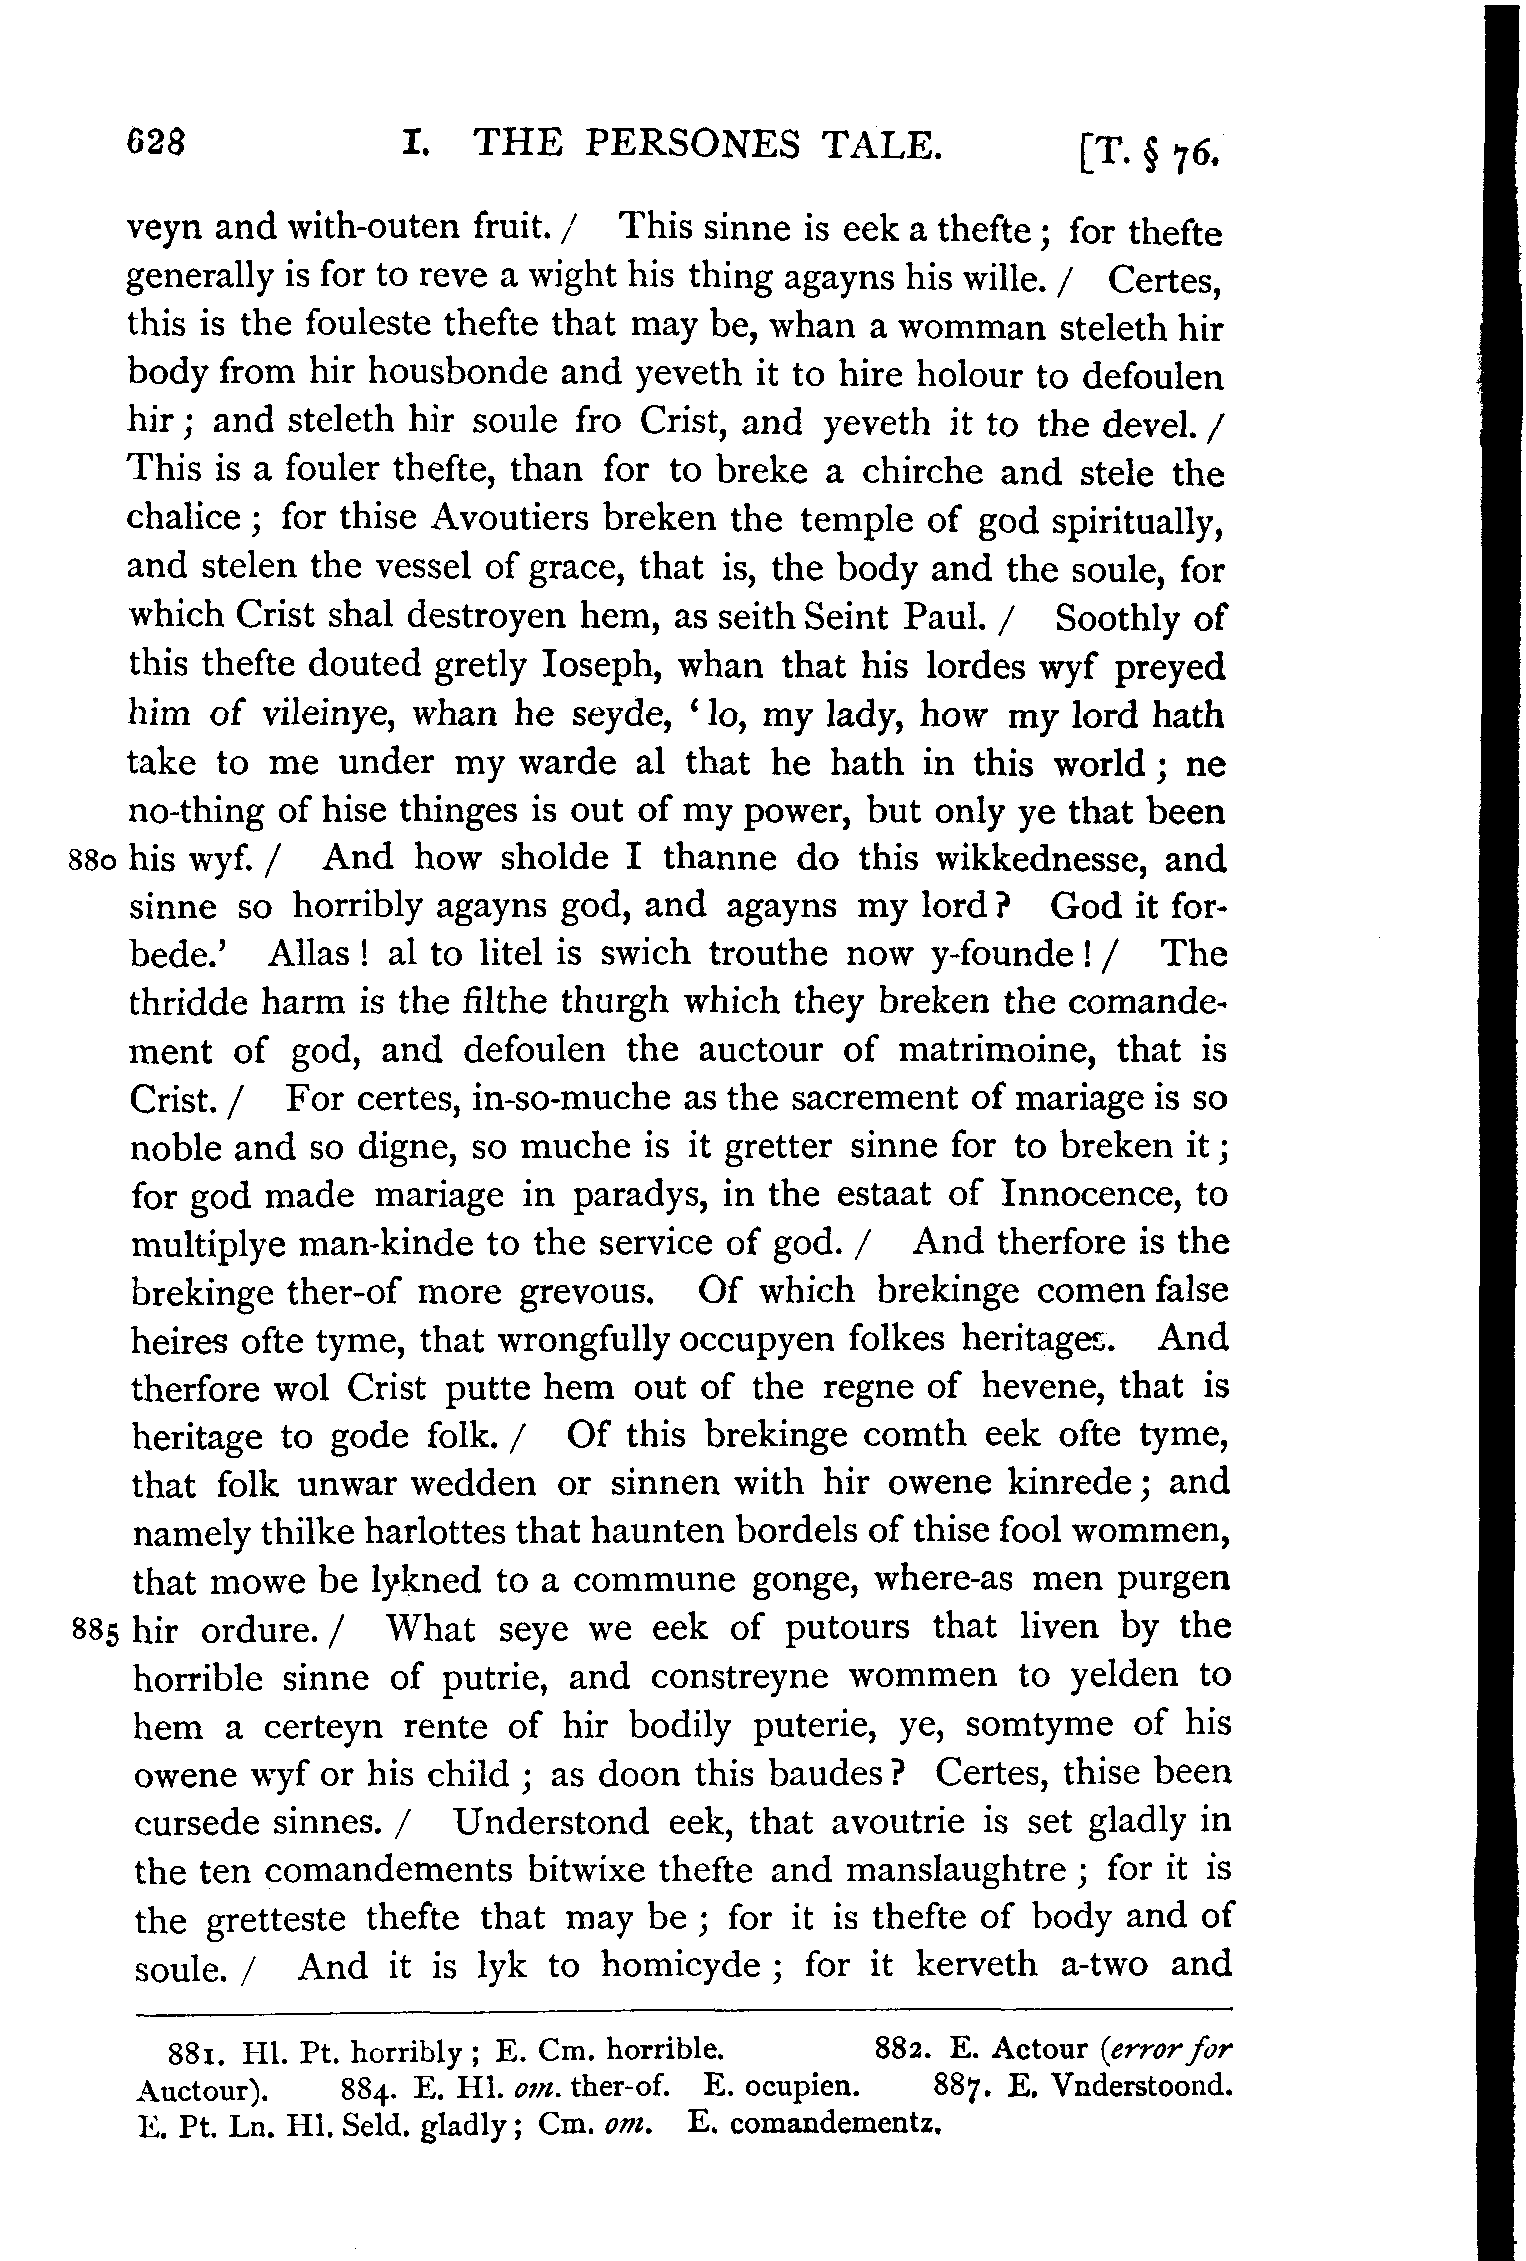 628 I. THE PERSONES TALE. [T. § 76.
veyn and with-outen fruit. / This sinne is eek a thefte ; for thefte
generally is for to reve a wight his thing agayns his wille. / Certes,
this is the fouleste thefte that may be, whan a womman steleth hir
body from hir housbonde and yeveth it to hire holour to defoulen
hir ; and steleth hir soule fro Crist, and yeveth it to the devel. /
This is a fouler thefte, than for to breke a chirche and stele the
chalice ; for thise Avoutiers breken the temple of god spiritually,
and stelen the vessel of grace, that is, the body and the soule, for
which Crist shal destroyen hem, as seith Seint Paul. / Soothly of
this thefte douted gretly Ioseph, whan that his lordes wyf preyed
him of vileinye, whan he seyde, ‘ lo, my lady, how my lord hath
take to me under my warde al that he hath in this world ; ne
no-thing of hise thinges is out of my power, but only ye that been
880 his wyf. / And how sholde I thanne do this wikkednesse, and
sinne so horribly agayns god, and agayns my lord ? God it for-
bede.’ Allas ! al to litel is swich trouthe now y-founde ! / The
thridde harm is the filthe thurgh which they breken the comande-
ment of god, and defoulen the auctour of matrimoine, that is
Crist. / For certes, in-so-muche as the sacrement of mariage is so
noble and so digne, so muche is it gretter sinne for to breken it ;
for god made mariage in paradys, in the estaat of Innocence, to
multiplye man-kinde to the service of god. / And therfore is the
brekinge ther-of more grevous. Of which brekinge comen false
heires ofte tyme, that wrongfully occupyen folkes heritages. And
therfore wol Crist putte hem out of the regne of hevene, that is
heritage to gode folk. / Of this brekinge comth eek ofte tyme,
that folk unwar wedden or sinnen with hir owene kinrede ; and
namely thilke harlottes that haunten bordels of thise fool wommen,
that mowe be lykned to a commune gonge, where-as men purgen
885 hir ordure. / What seye we eek of putours that liven by the
horrible sinne of putrie, and constreyne wommen to yelden to
hem a certeyn rente of hir bodily puterie, ye, somtyme of his
owene wyf or his child ; as doon this baudes ? Certes, thise been
cursede sinnes. / Understond eek, that avoutrie is set gladly in
the ten comandements bitwixe thefte and manslaughtre ; for it is
the gretteste thefte that may be ; for it is thefte of body and of
soule. / And it is lyk to homicyde ; for it kerveth a-two and
881. Hl. Pt. horribly ; E. Cm. horrible. 882. E. Actour (error for
Auctour). 884. E. Hl. om. ther-of. E. ocupien. 887. E. Vnderstoond.
E. Pt. Ln. Hl. Seld. gladly ; Cm. om. E. comandementz.